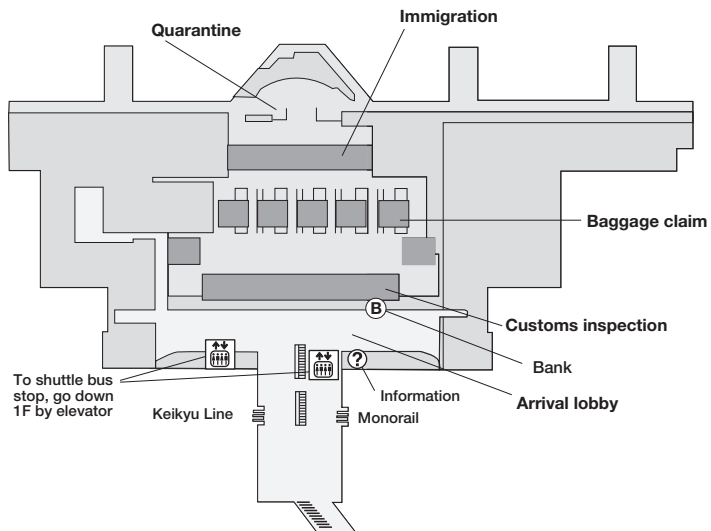 Immigration
Quarantine
Baggage claim
B
Customs inspection
Bank
?
To shuttle bus
stop, go down
1F by elevator
Information
Arrival lobby
Keikyu Line
Monorail